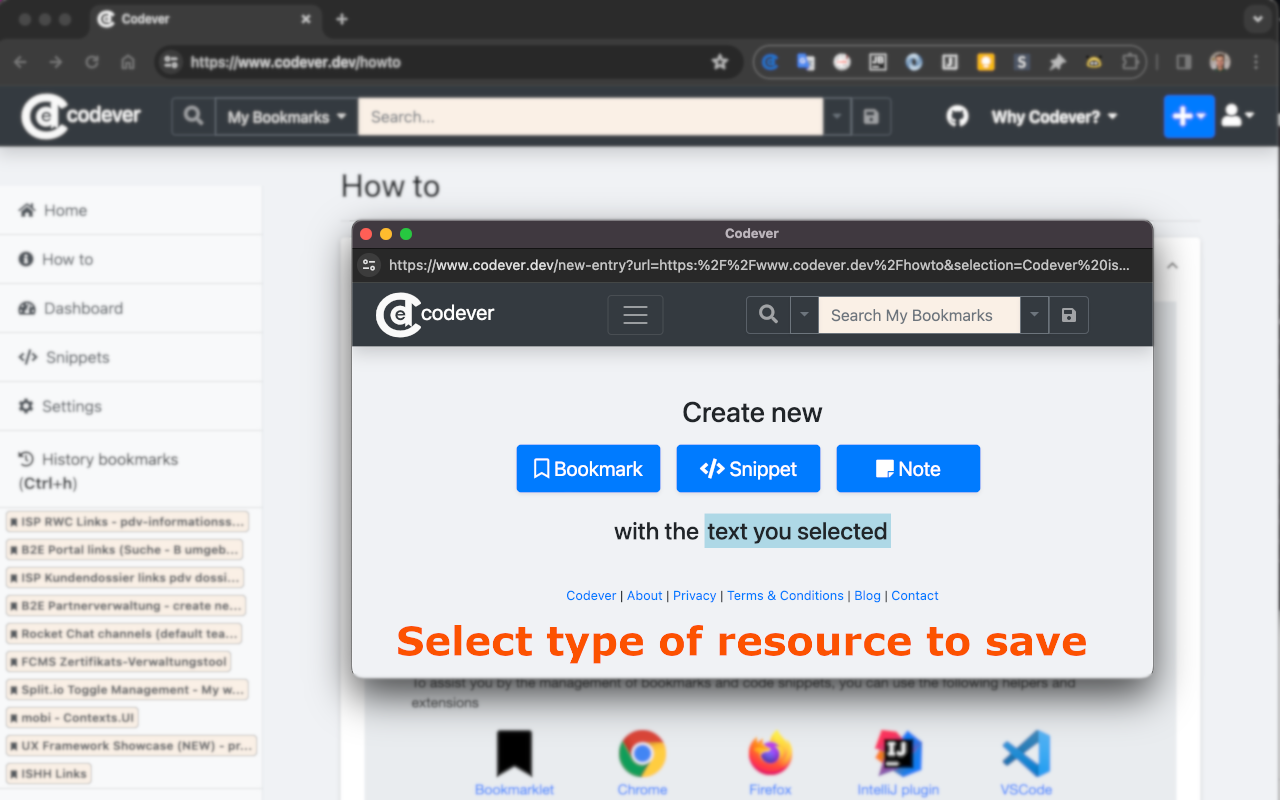 Codever
https://www.codever.dev/howto
codever
My Bookmarks
Search...
Why Codever?
How to
Home
How to
Dashboard
Snippets
Settings
History bookmarks
(Ctrl+h)
ISP RWC Links - pdv-informationss...
B2E Portal links (Suche - B umgeb...
ISP Kundendossier links pdv dossi...
B2E Partnerverwaltung - create ne...
Rocket Chat channels (default tea...
FCMS Zertifikats-Verwaltungstool
Split.io Toggle Management - My w...
mobi - Contexts.UI
UX Framework Showcase (NEW) - pr...
ISHH Links
Codever
https://www.codever.dev/new-entry?url=https:%2F%2Fwww.codever.dev%2Fhowto&selection=Codever%20is...
codever
Search My Bookmarks
Create new
Bookmark
Snippet
Note
with the text you selected
Codever | About | Privacy | Terms & Conditions | Blog | Contact
Select type of resource to save
To assist you by the management of bookmarks and code snippets, you can use the following helpers and
extensions
Bookmarklet
Chrome
Firefox
IntelliJ plugin
VSCode